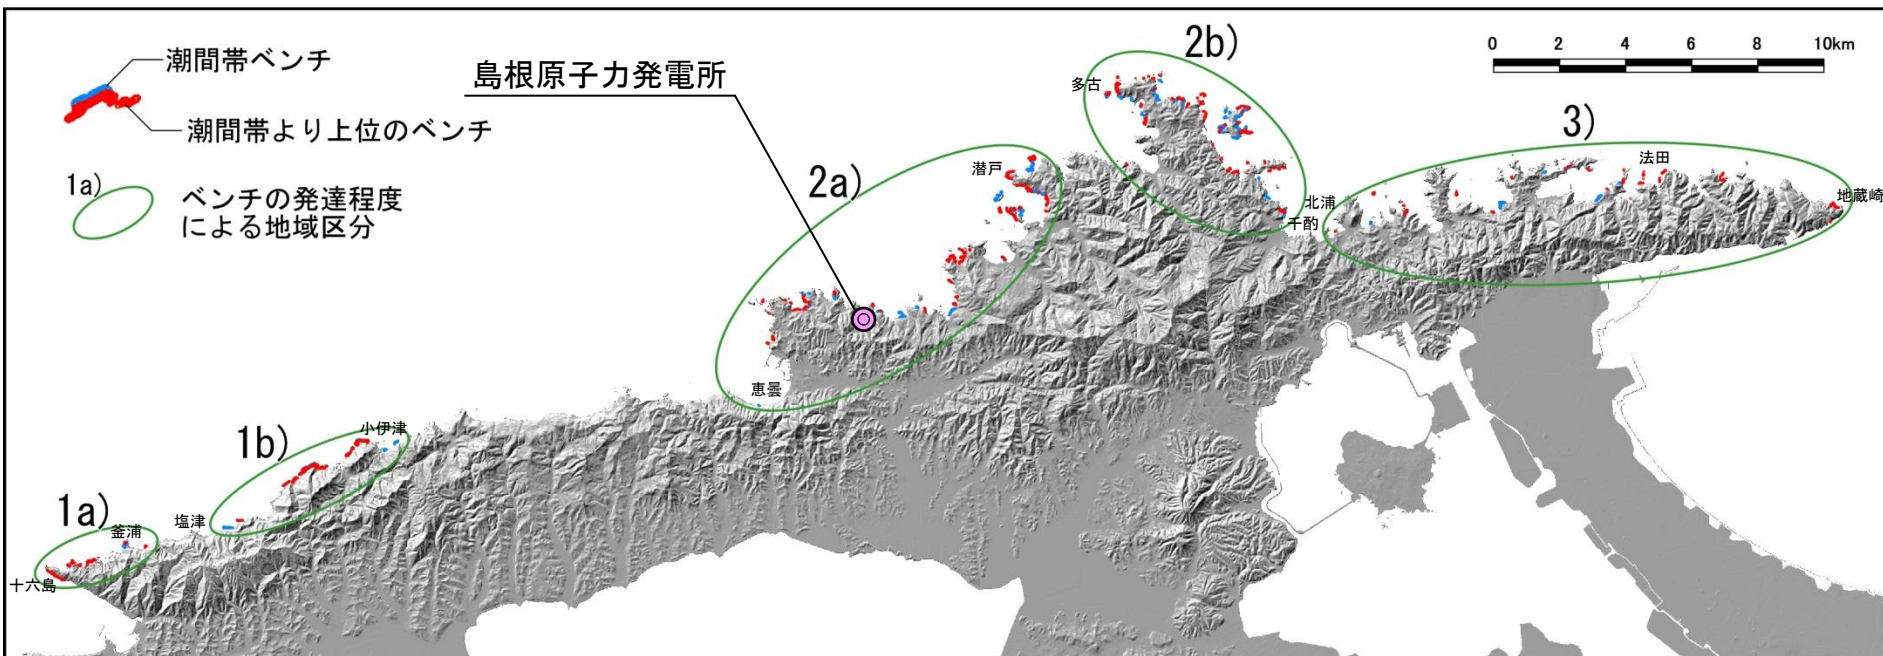 潮間帯ベンチ
潮間帯より上位のベンチ
1a)
ベンチの発達程度
による地域区分
島根原子力発電所
0 2 4 6 8 10km
2b)
多古
3)
法田
地蔵崎
北浦
千酌
2a)
潜戸
恵曇
1b)
小伊津
塩津
1a)
釜浦
十六島